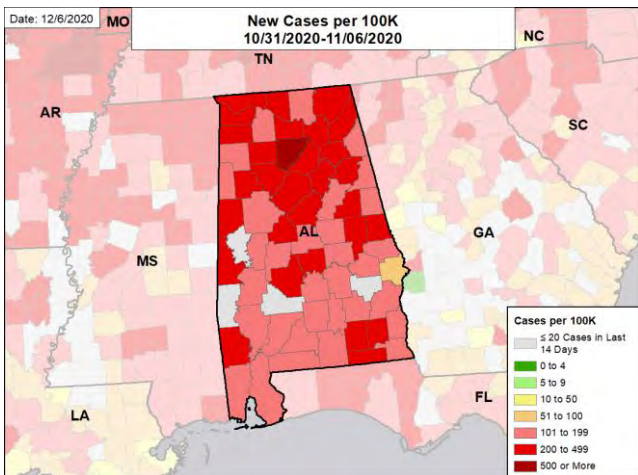 Date: 12/6/2020
New Cases per 100K
10/31/2020-11/06/2020
MO
TN
NC
AR
SC
AL
MS
GA
LA
FL
Cases per 100K
≤ 20 Cases in Last
14 Days
0 to 4
5 to 9
10 to 50
51 to 100
101 to 199
200 to 499
500 or More